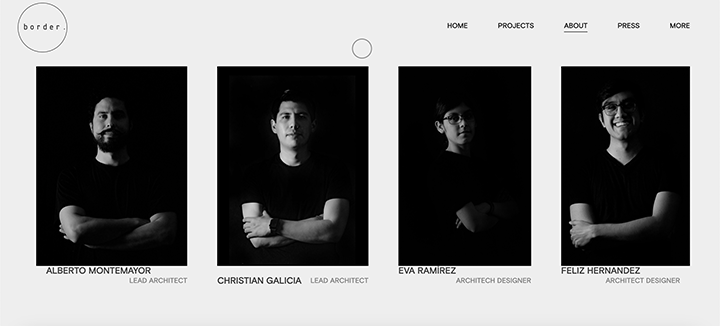 border.
HOME PROJECTS ABOUT PRESS MORE
ALBERTO MONTEMAYOR
LEAD ARCHITECT
CHRISTIAN GALICIA LEAD ARCHITECT
EVA RAMÍREZ
ARCHITECH DESIGNER
FELIZ HERNANDEZ
ARCHITECT DESIGNER